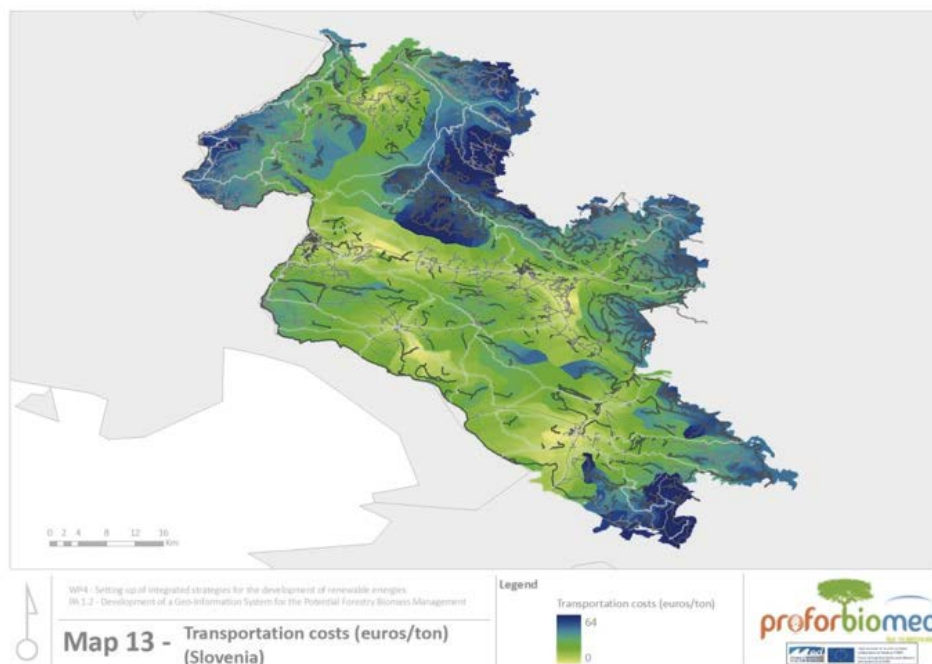 0 2 4 8 12 16
Km
WP4 - Setting up of integrated strategies for the development of renewable energies
PA 1.2 - Development of a Geo-Information System for the Potential Forestry Biomass Management
Map 13 - Transportation costs (euros/ton)
(Slovenia)
Legend
Transportation costs (euros/ton)
64
0
proforbiomed